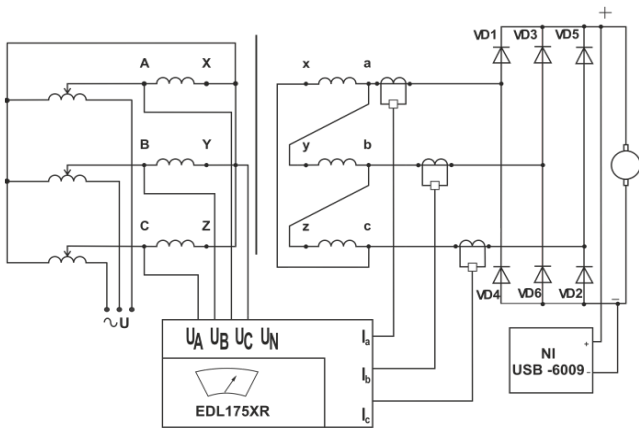 VD1 VD3 VD5 +
A X x a
B Y y b
C Z z c
VD4 VD6 VD2 −
~U
UA UB UC UN Ia
Ib
Ic
EDL175XR
NI +
USB -6009 -